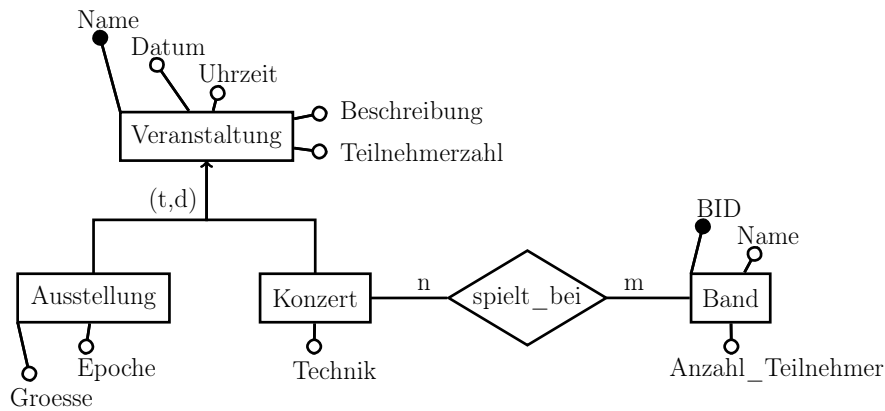 Name
Datum
Uhrzeit
Beschreibung
Veranstaltung
Teilnehmerzahl
(t,d)
BID
Name
n
m
Ausstellung
Konzert
spielt_bei
Band
Epoche
Technik
Anzahl_Teilnehmer
Groesse